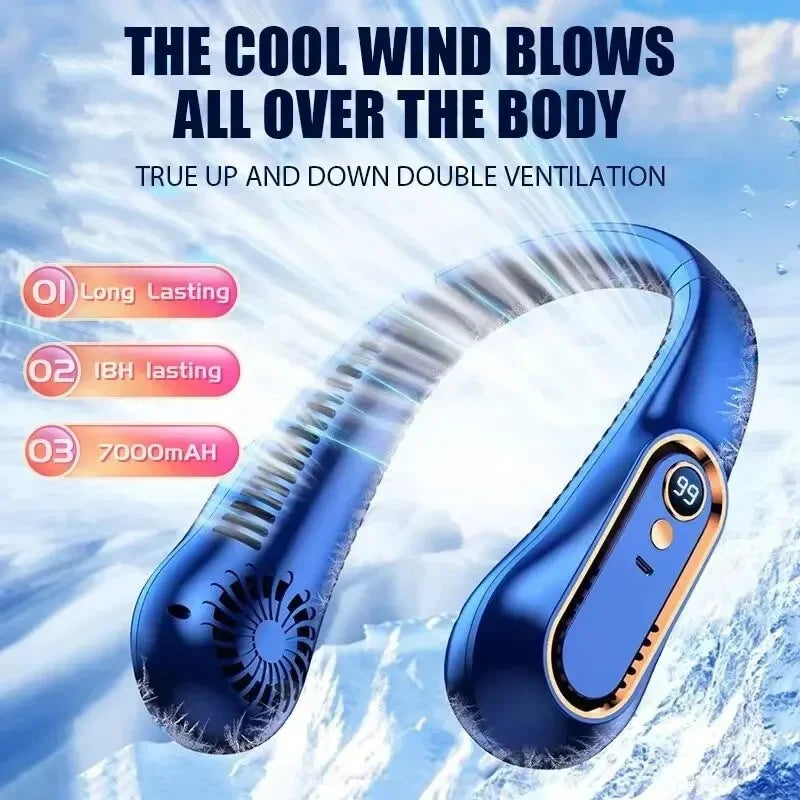 THE COOL WIND BLOWS
ALL OVER THE BODY
TRUE UP AND DOWN DOUBLE VENTILATION
01 Long Lasting
02 18H lasting
03 7000mAH
99